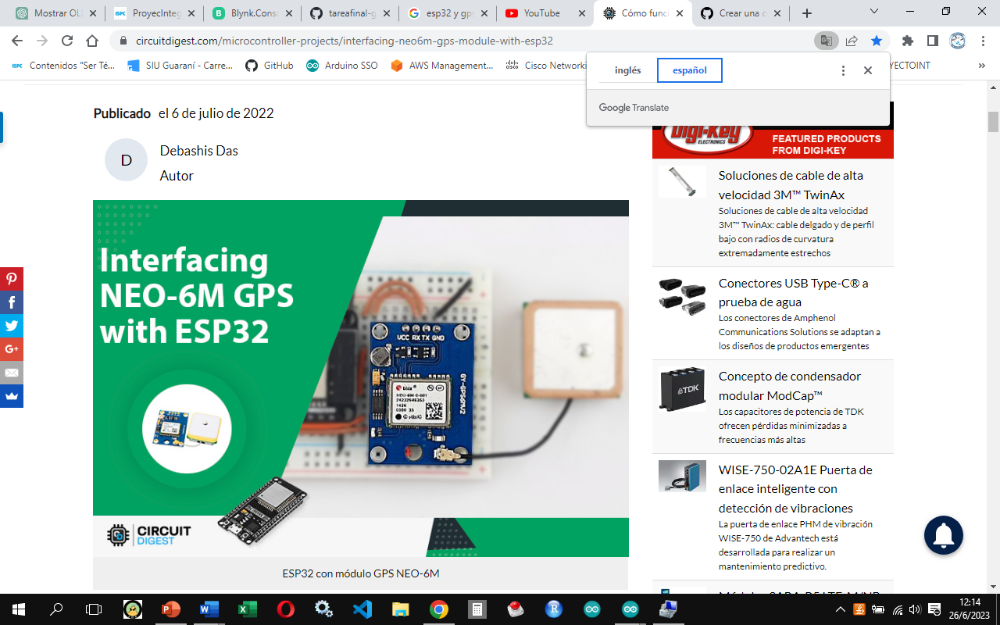 Mostrar OL
ProyecInteg
Blynk.Conso
tareafinal-g
esp32 y gps
YouTube
Cómo func
Crear una c
circuitdigest.com/microcontroller-projects/interfacing-neo6m-gps-module-with-esp32
ISPC Contenidos "Ser Té...
SIU Guaraní - Carre...
GitHub
Arduino SSO
AWS Management...
Cisco Networki
YECTOINT
»
inglés
español
Google Translate
Publicado el 6 de julio de 2022
D
Debashis Das
Autor
Interfacing
NEO-6M GPS
with ESP32
VCC RX TX GND
GY-GPS6MV2
NEO-6M-0-001
CIRCUIT
DIGEST
ESP32 con módulo GPS NEO-6M
Digi-Key
ELECTRONICS
FEATURED PRODUCTS
FROM DIGI-KEY
Soluciones de cable de alta
velocidad 3M™ TwinAx
Soluciones de cable de alta velocidad
3M™ TwinAx: cable delgado y de perfil
bajo con radios de curvatura
extremadamente estrechos
Conectores USB Type-C® a
prueba de agua
Los conectores de Amphenol
Communications Solutions se adaptan a
los diseños de productos emergentes
TDK
Concepto de condensador
modular ModCap™
Los capacitores de potencia de TDK
ofrecen pérdidas minimizadas a
frecuencias más altas
WISE-750-02A1E Puerta de
enlace inteligente con
detección de vibraciones
La puerta de enlace PHM de vibración
WISE-750 de Advantech está
desarrollada para realizar un
mantenimiento predictivo.
12:14
26/6/2023